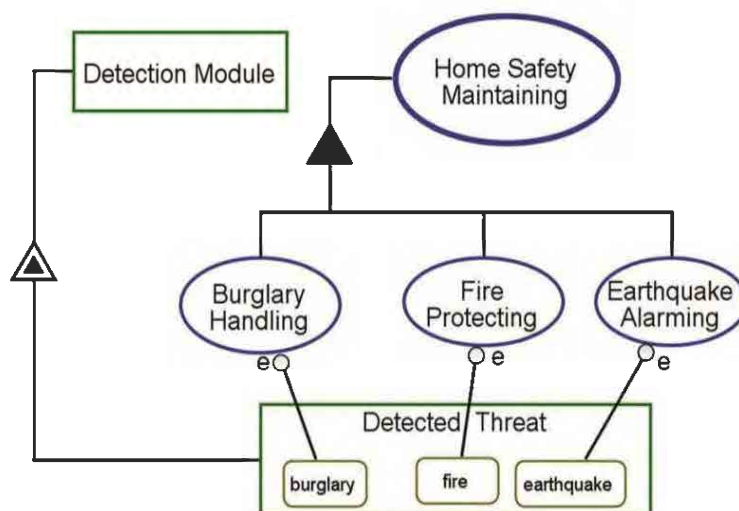 Detection Module
Home Safety
Maintaining
Burglary
Handling
Fire
Protecting
Earthquake
Alarming
e
e
e
Detected Threat
burglary
fire
earthquake